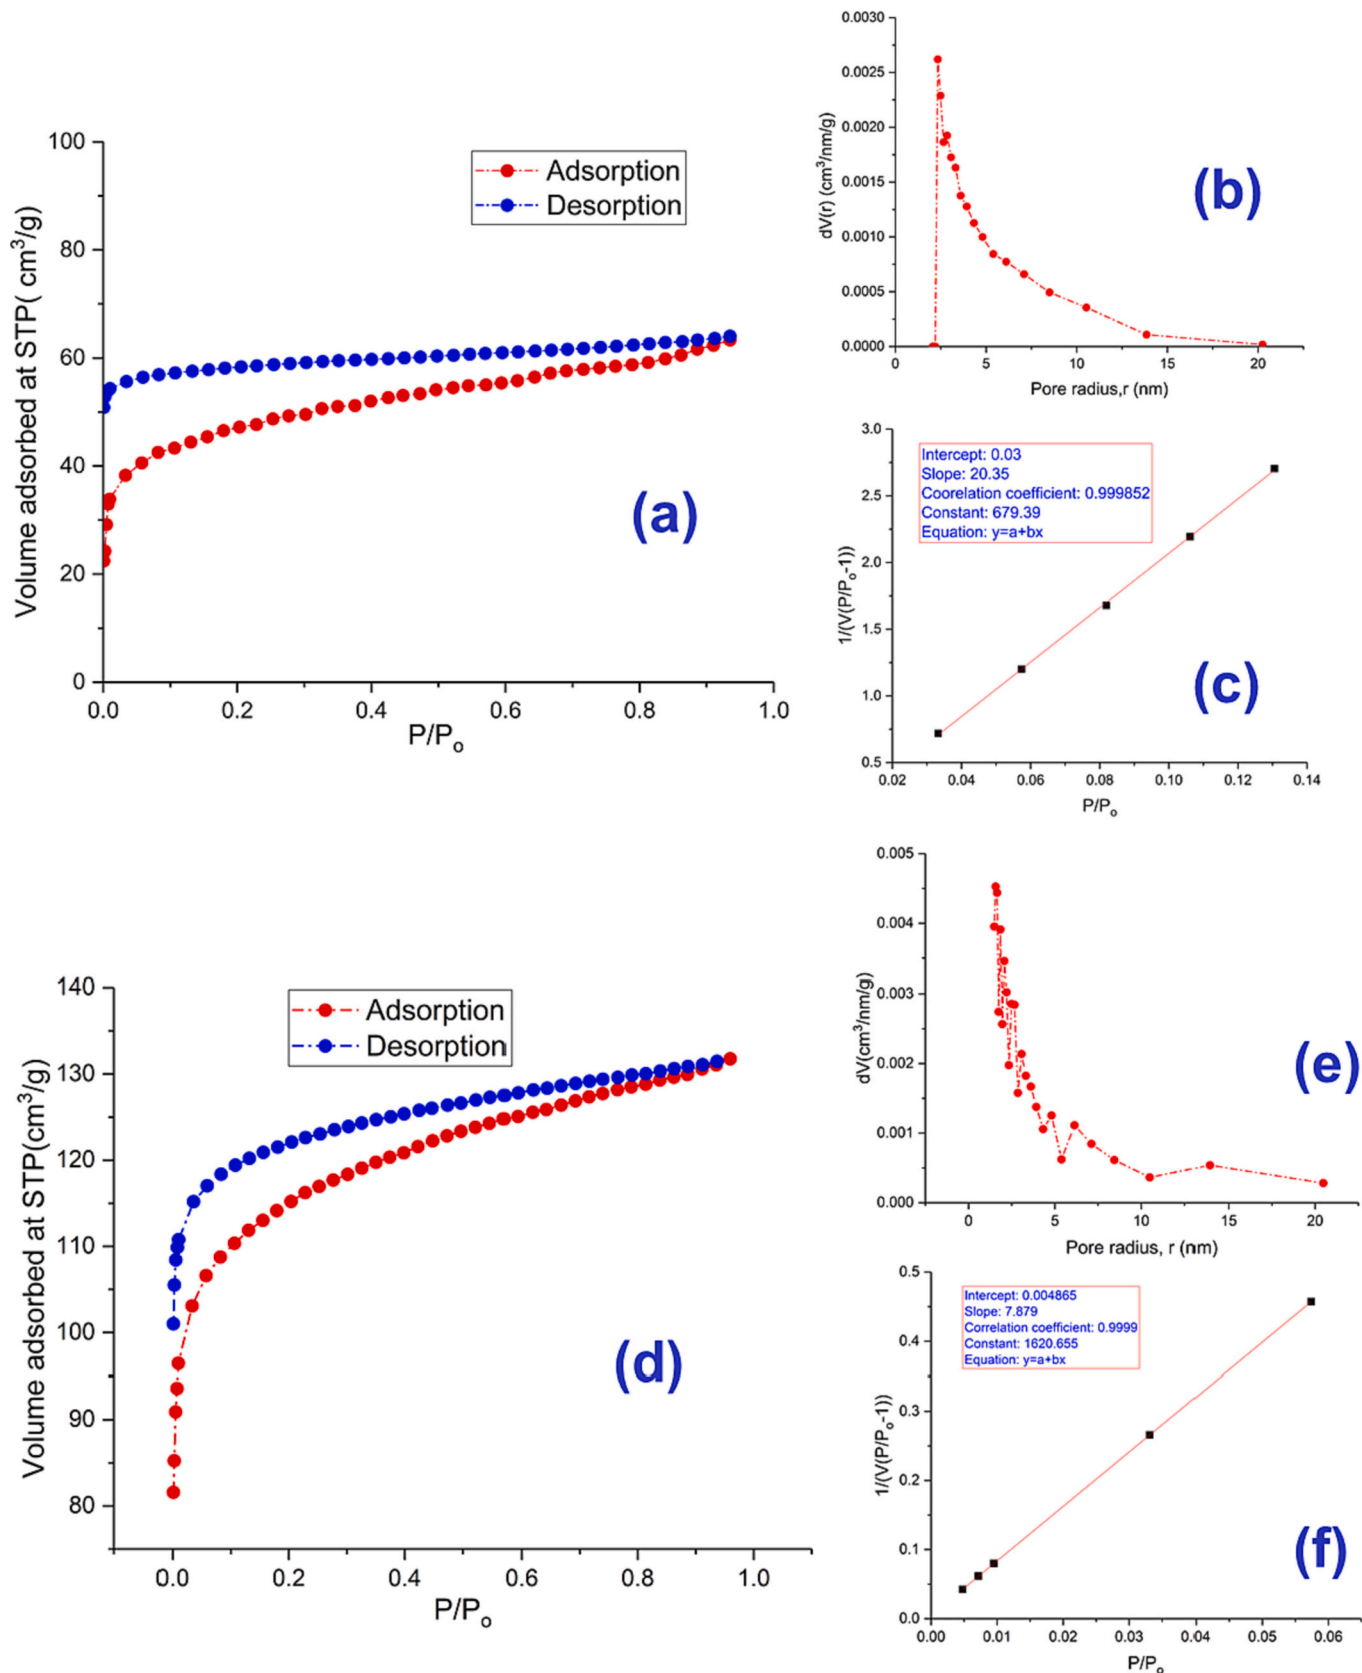 100
80
60
40
20
0
Volume adsorbed at STP( cm³/g)
Adsorption
Desorption
(a)
0.0 0.2 0.4 0.6 0.8 1.0
P/Pₒ
0.0030
0.0025
0.0020
0.0015
0.0010
0.0005
0.0000
dV(r) (cm³/nm/g)
(b)
0 5 10 15 20
Pore radius,r (nm)
3.0
2.5
2.0
1.5
1.0
0.5
1/(V(P/Pₒ-1))
Intercept: 0.03
Slope: 20.35
Coorelation coefficient: 0.999852
Constant: 679.39
Equation: y=a+bx
(c)
0.02 0.04 0.06 0.08 0.10 0.12 0.14
P/Pₒ
140
130
120
110
100
90
80
Volume adsorbed at STP(cm³/g)
Adsorption
Desorption
(d)
0.0 0.2 0.4 0.6 0.8 1.0
P/Pₒ
0.005
0.004
0.003
0.002
0.001
0.000
dV(cm³/nm/g)
(e)
0 5 10 15 20
Pore radius, r (nm)
0.5
0.4
0.3
0.2
0.1
0.0
1/(V(P/Pₒ-1))
Intercept: 0.004865
Slope: 7.879
Correlation coefficient: 0.9999
Constant: 1620.655
Equation: y=a+bx
(f)
0.00 0.01 0.02 0.03 0.04 0.05 0.06
P/Pₒ